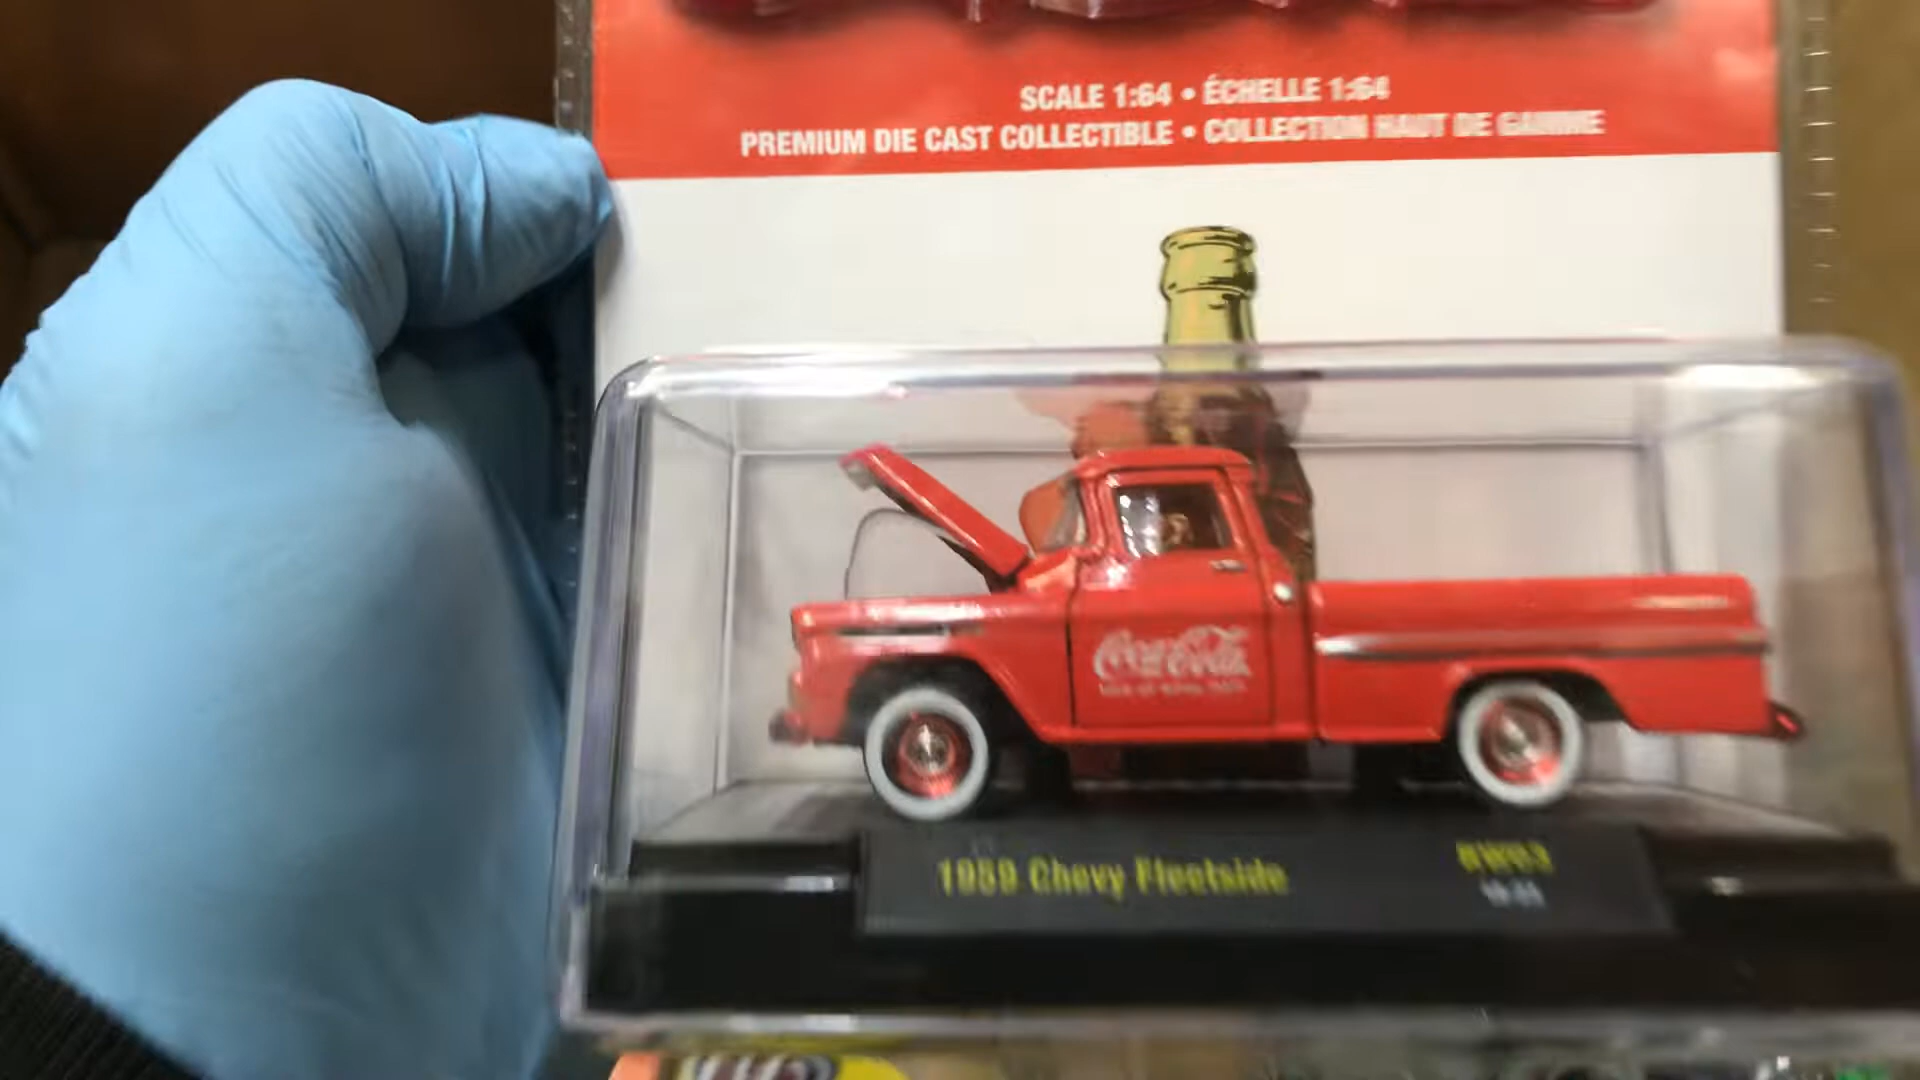 SCALE 1:64 • ÉCHELLE 1:64
PREMIUM DIE CAST COLLECTIBLE • COLLECTION HAUT DE GAMME
Coca-Cola
1959 Chevy Fleetside